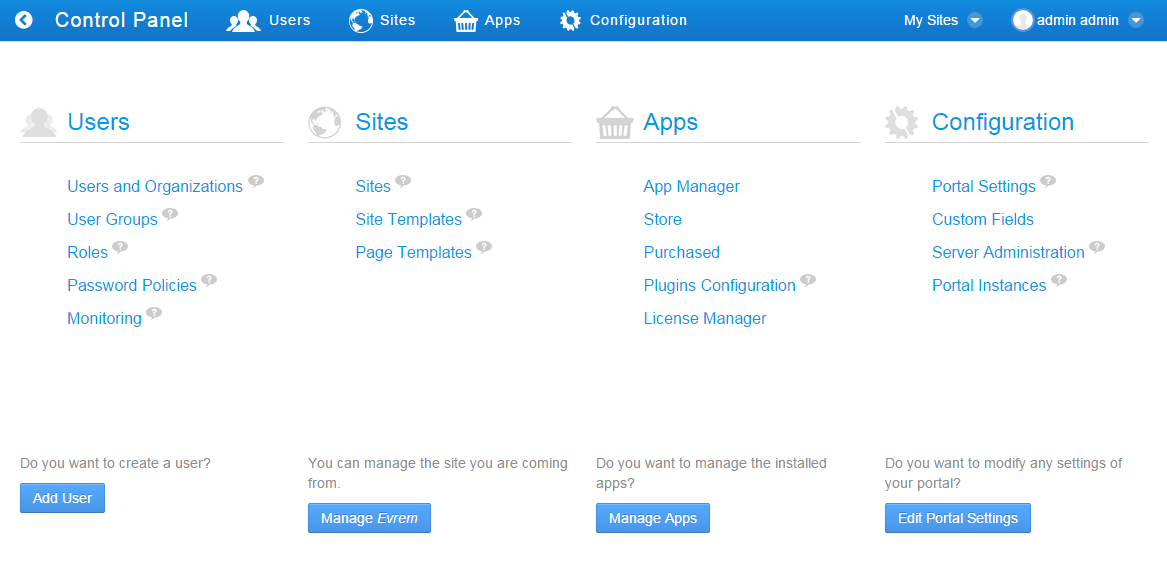 Control Panel Users Sites Apps Configuration My Sites admin admin
Users
Users and Organizations ?
User Groups ?
Roles ?
Password Policies ?
Monitoring ?
Do you want to create a user?
Add User
Sites
Sites ?
Site Templates ?
Page Templates ?
You can manage the site you are coming
from.
Manage Evrem
Apps
App Manager
Store
Purchased
Plugins Configuration ?
License Manager
Do you want to manage the installed
apps?
Manage Apps
Configuration
Portal Settings ?
Custom Fields
Server Administration ?
Portal Instances ?
Do you want to modify any settings of
your portal?
Edit Portal Settings